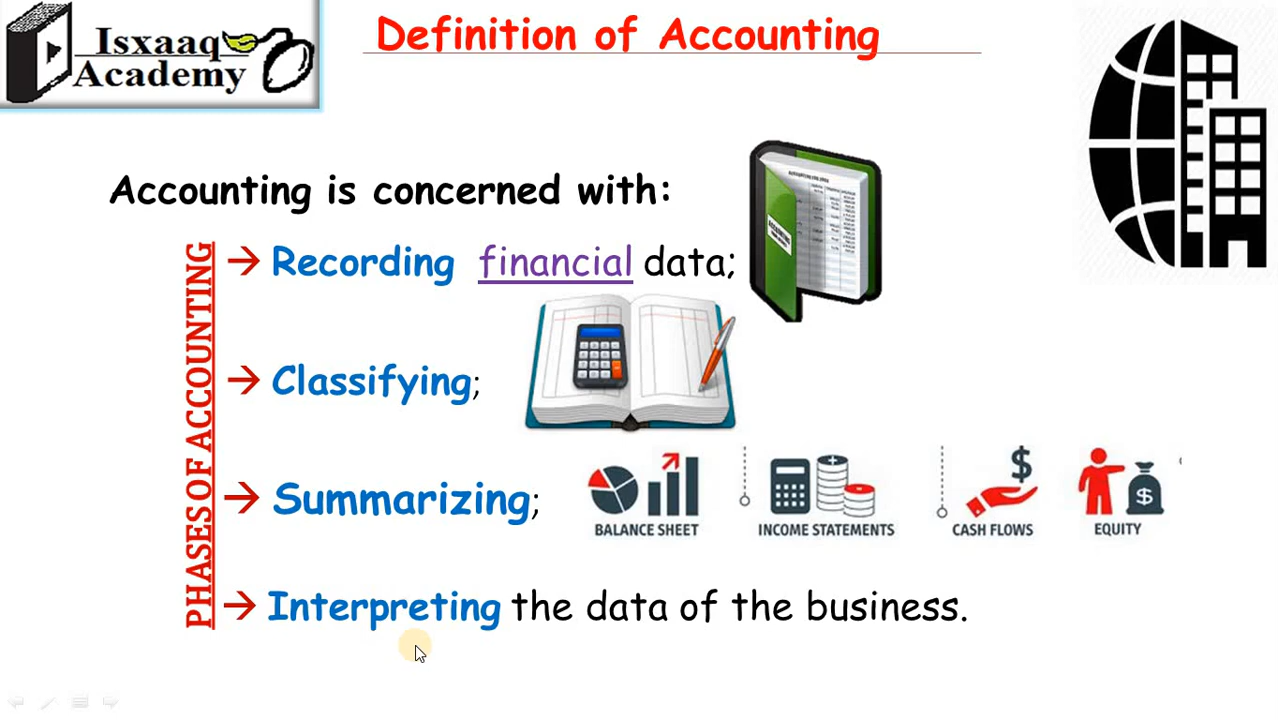 Isxaaq
Academy
Definition of Accounting
Accounting is concerned with:
PHASES OF ACCOUNTING
→ Recording financial data;
→ Classifying;
→ Summarizing;
BALANCE SHEET
INCOME STATEMENTS
CASH FLOWS
EQUITY
→ Interpreting the data of the business.